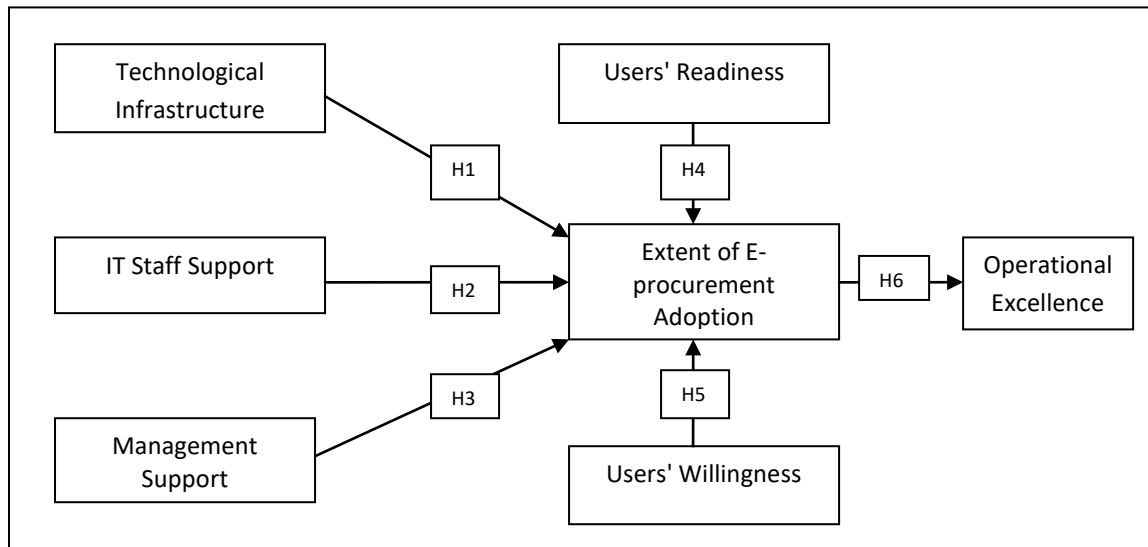 Technological
Infrastructure
Users' Readiness
H1
H4
IT Staff Support
H2
Extent of E-
procurement
Adoption
H6
Operational
Excellence
H3
H5
Management
Support
Users' Willingness